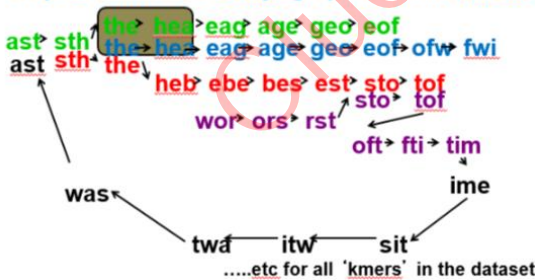 the hea eag age geo eof
ast sth the hea eag age geo eof ofw fwi
ast sth the
heb ebe bes est sto tof
sto tof
wor ors rst
oft fti tim
ime
was
twa itw sit
.....etc for all 'kmers' in the dataset